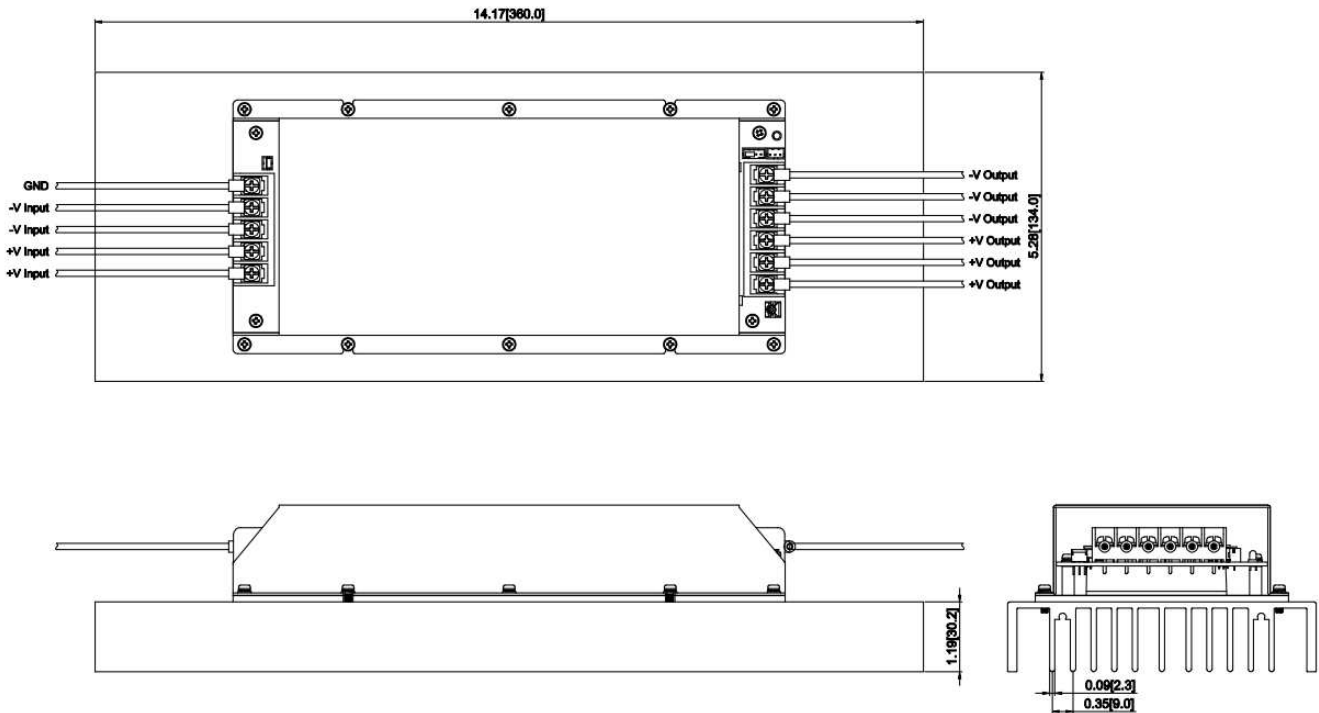 14.17[360.0]
GND
-V Input
-V Input
+V Input
+V Input
-V Output
-V Output
-V Output
+V Output
+V Output
+V Output
5.28[134.0]
1.19[30.2]
0.09[2.3]
0.35[9.0]